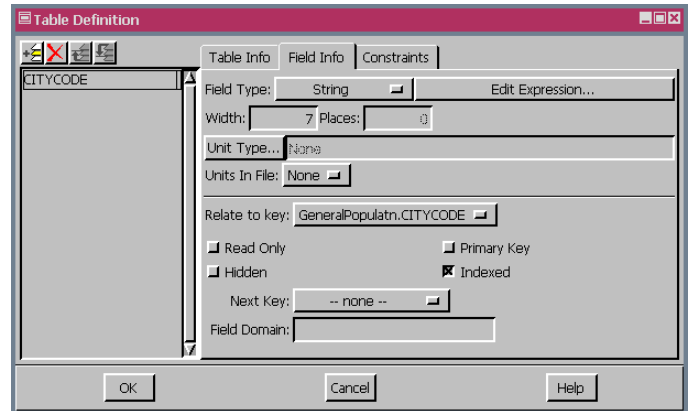 Table Definition
Table Info Field Info Constraints
CITYCODE
Field Type: String Edit Expression...
Width: 7 Places: 0
Unit Type... None
Units In File: None
Relate to key: GeneralPopulatn.CITYCODE
Read Only Primary Key
Hidden Indexed
Next Key: -- none --
Field Domain:
OK Cancel Help